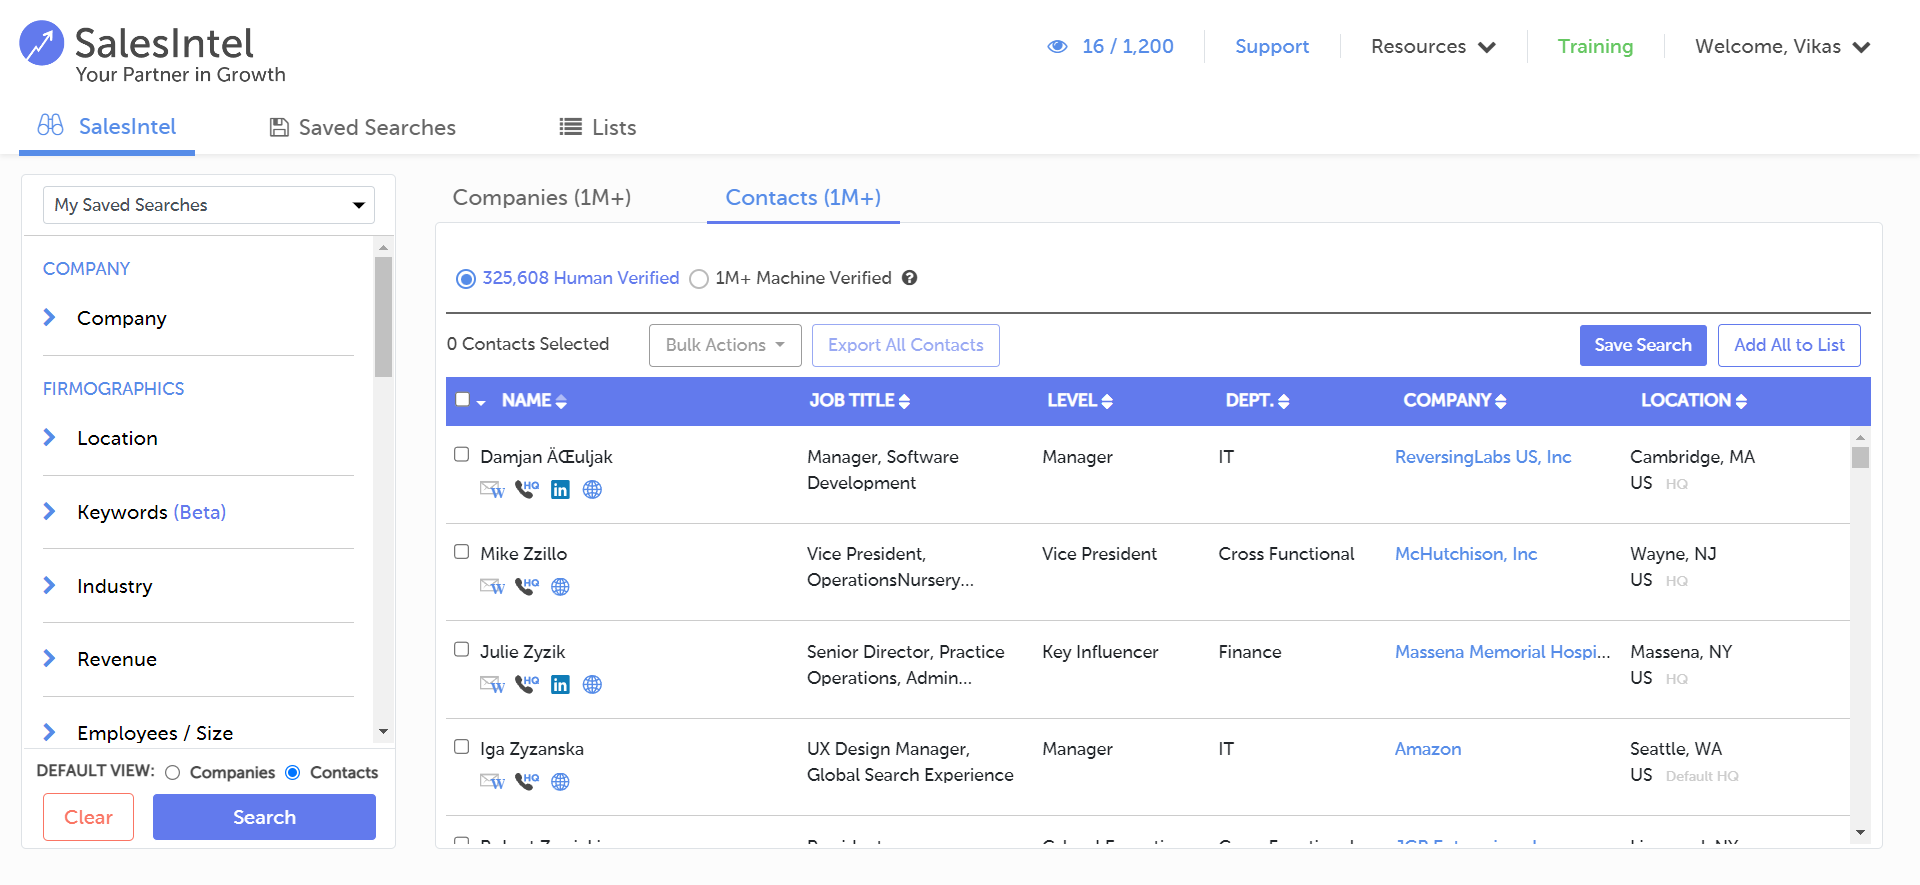 SalesIntel
Your Partner in Growth
16 / 1,200
Support
Resources
Training
Welcome, Vikas
SalesIntel
Saved Searches
Lists
My Saved Searches
COMPANY
Company
FIRMOGRAPHICS
Location
Keywords (Beta)
Industry
Revenue
Employees / Size
DEFAULT VIEW: Companies Contacts
Clear
Search
Companies (1M+)
Contacts (1M+)
325,608 Human Verified
1M+ Machine Verified
0 Contacts Selected
Bulk Actions
Export All Contacts
Save Search
Add All to List
NAME JOB TITLE LEVEL DEPT. COMPANY LOCATION
Damjan ÄŒuljak Manager, Software Manager IT ReversingLabs US, Inc Cambridge, MA
W HQ in Development US HQ
Mike Zzillo Vice President, Vice President Cross Functional McHutchison, Inc Wayne, NJ
W HQ OperationsNursery... US HQ
Julie Zyzik Senior Director, Practice Key Influencer Finance Massena Memorial Hospi... Massena, NY
W HQ in Operations, Admin... US HQ
Iga Zyzanska UX Design Manager, Manager IT Amazon Seattle, WA
W HQ Global Search Experience US Default HQ